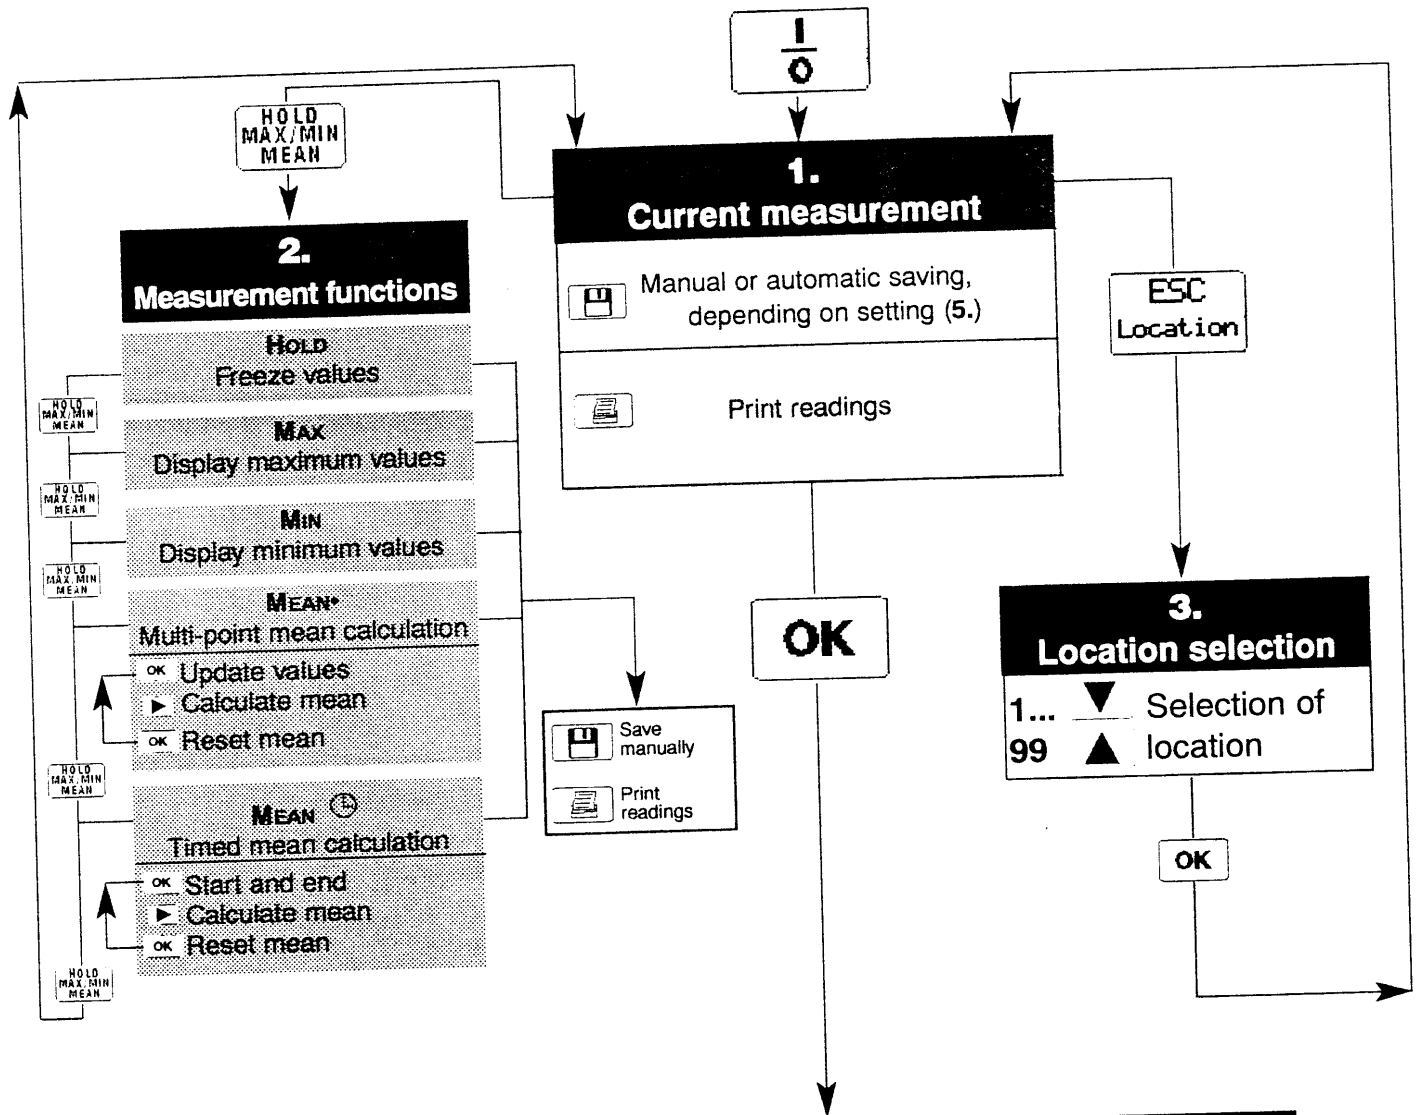 I
0
HOLD
MAX/MIN
MEAN
1.
Current measurement
Manual or automatic saving,
depending on setting (5.)
Print readings
2.
Measurement functions
HOLD
Freeze values
HOLD
MAX/MIN
MEAN
MAX
Display maximum values
HOLD
MAX/MIN
MEAN
MIN
Display minimum values
HOLD
MAX/MIN
MEAN
MEAN•
Multi-point mean calculation
OK Update values
Calculate mean
OK Reset mean
HOLD
MAX/MIN
MEAN
MEAN
Timed mean calculation
OK Start and end
Calculate mean
OK Reset mean
HOLD
MAX/MIN
MEAN
Save
manually
Print
readings
OK
ESC
Location
3.
Location selection
1... Selection of
99 location
OK